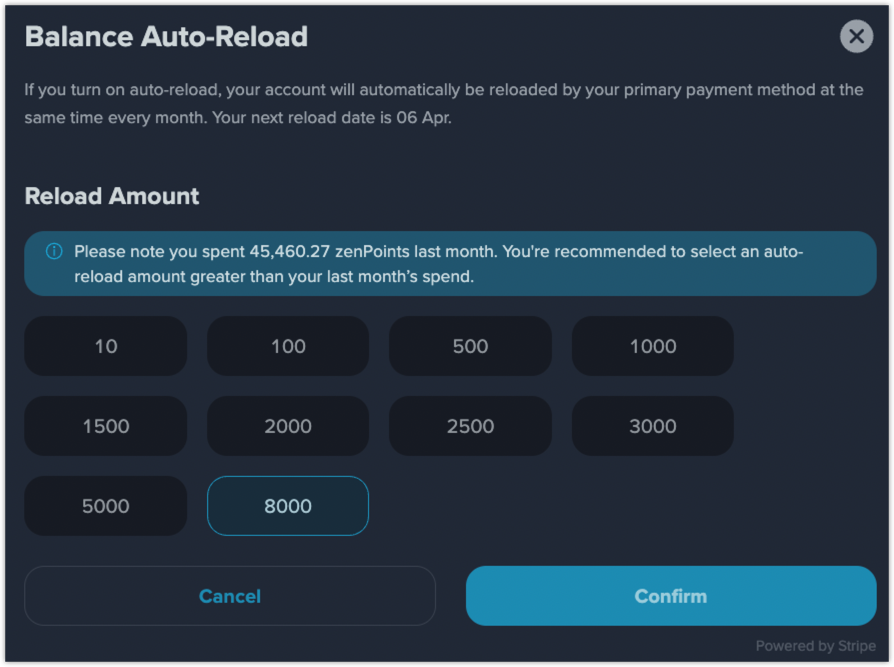 Balance Auto-Reload
If you turn on auto-reload, your account will automatically be reloaded by your primary payment method at the
same time every month. Your next reload date is 06 Apr.
Reload Amount
Please note you spent 45,460.27 zenPoints last month. You're recommended to select an auto-
reload amount greater than your last month’s spend.
10 100 500 1000
1500 2000 2500 3000
5000 8000
Cancel Confirm
Powered by Stripe